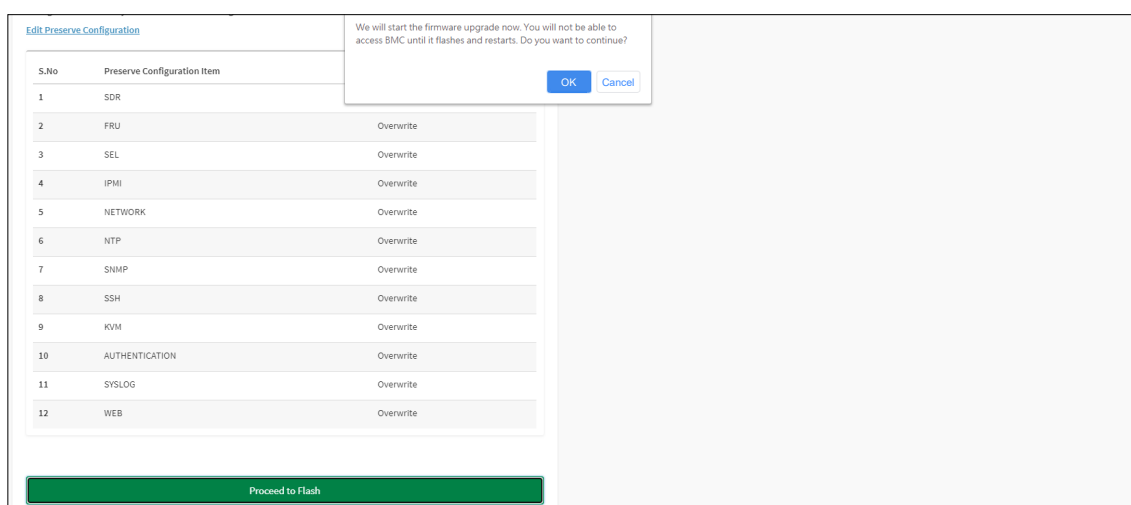 Edit Preserve Configuration
We will start the firmware upgrade now. You will not be able to
access BMC until it flashes and restarts. Do you want to continue?
OK Cancel
S.No Preserve Configuration Item
1 SDR
2 FRU Overwrite
3 SEL Overwrite
4 IPMI Overwrite
5 NETWORK Overwrite
6 NTP Overwrite
7 SNMP Overwrite
8 SSH Overwrite
9 KVM Overwrite
10 AUTHENTICATION Overwrite
11 SYSLOG Overwrite
12 WEB Overwrite
Proceed to Flash